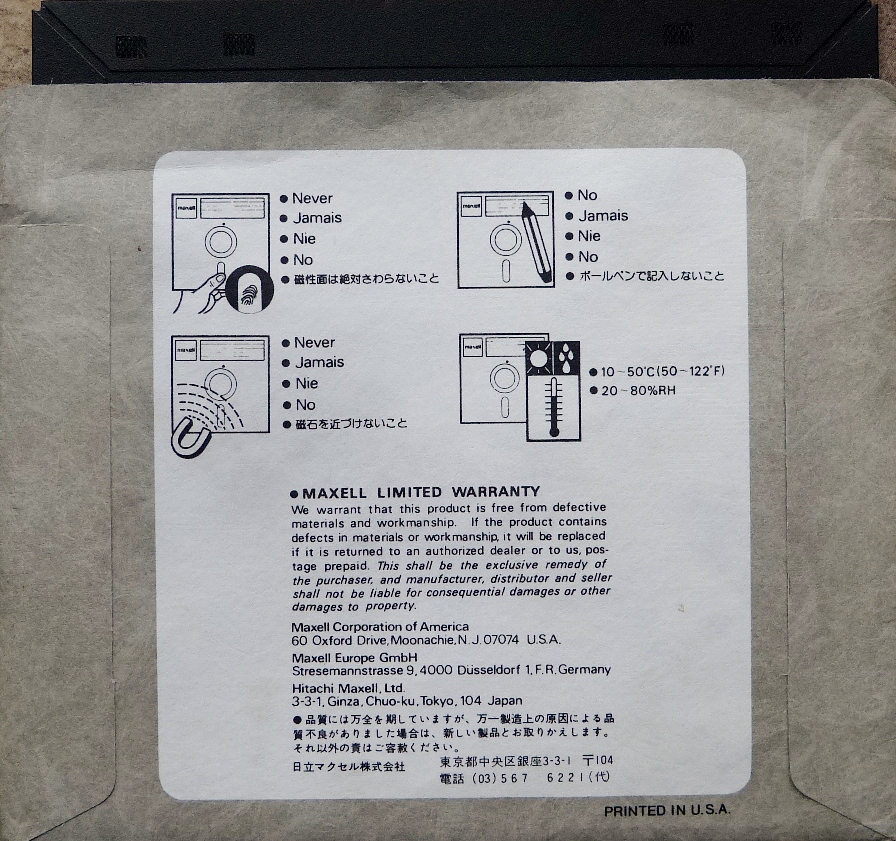 maxell
● Never
● Jamais
● Nie
● No
● 磁性面は絶対さわらないこと
maxell
● No
● Jamais
● Nie
● No
● ボールペンで記入しないこと
maxell
● Never
● Jamais
● Nie
● No
● 磁石を近づけないこと
maxell
● 10~50°C(50~122°F)
● 20~80%RH
● MAXELL LIMITED WARRANTY
We warrant that this product is free from defective
materials and workmanship. If the product contains
defects in materials or workmanship, it will be replaced
if it is returned to an authorized dealer or to us, pos-
tage prepaid. This shall be the exclusive remedy of
the purchaser, and manufacturer, distributor and seller
shall not be liable for consequential damages or other
damages to property.
Maxell Corporation of America
60 Oxford Drive, Moonachie, N.J. 07074 U.S.A.
Maxell Europe GmbH
Stresemannstrasse 9, 4000 Düsseldorf 1, F.R. Germany
Hitachi Maxell, Ltd.
3-3-1, Ginza, Chuo-ku, Tokyo, 104 Japan
● 品質には万全を期していますが、万一製造上の原因による品
質不良がありました場合は、新しい製品とお取りかえします。
それ以外の責はご容赦ください。
日立マクセル株式会社 東京都中央区銀座3-3-1 〒104
電話 (03)567 6221(代)
PRINTED IN U.S.A.